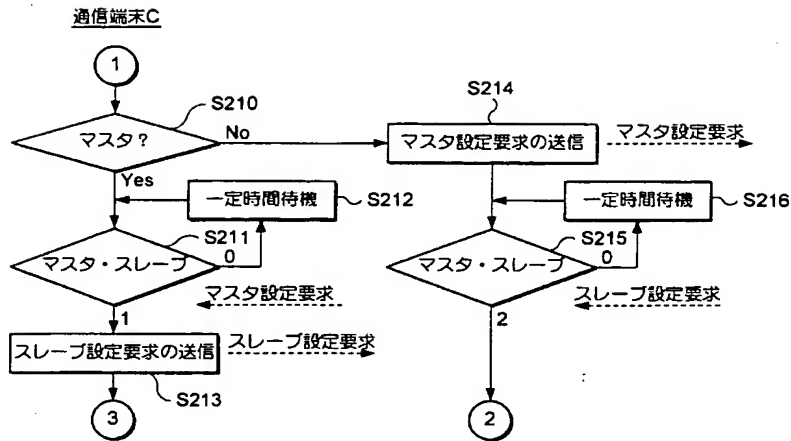 通信端末C
1
S210
マスタ？
No
Yes
S214
マスタ設定要求の送信
マスタ設定要求
一定時間待機
S212
一定時間待機
S216
S211
マスタ・スレーブ
0
S215
マスタ・スレーブ
0
マスタ設定要求
スレーブ設定要求
1
2
スレーブ設定要求の送信
スレーブ設定要求
S213
3
2